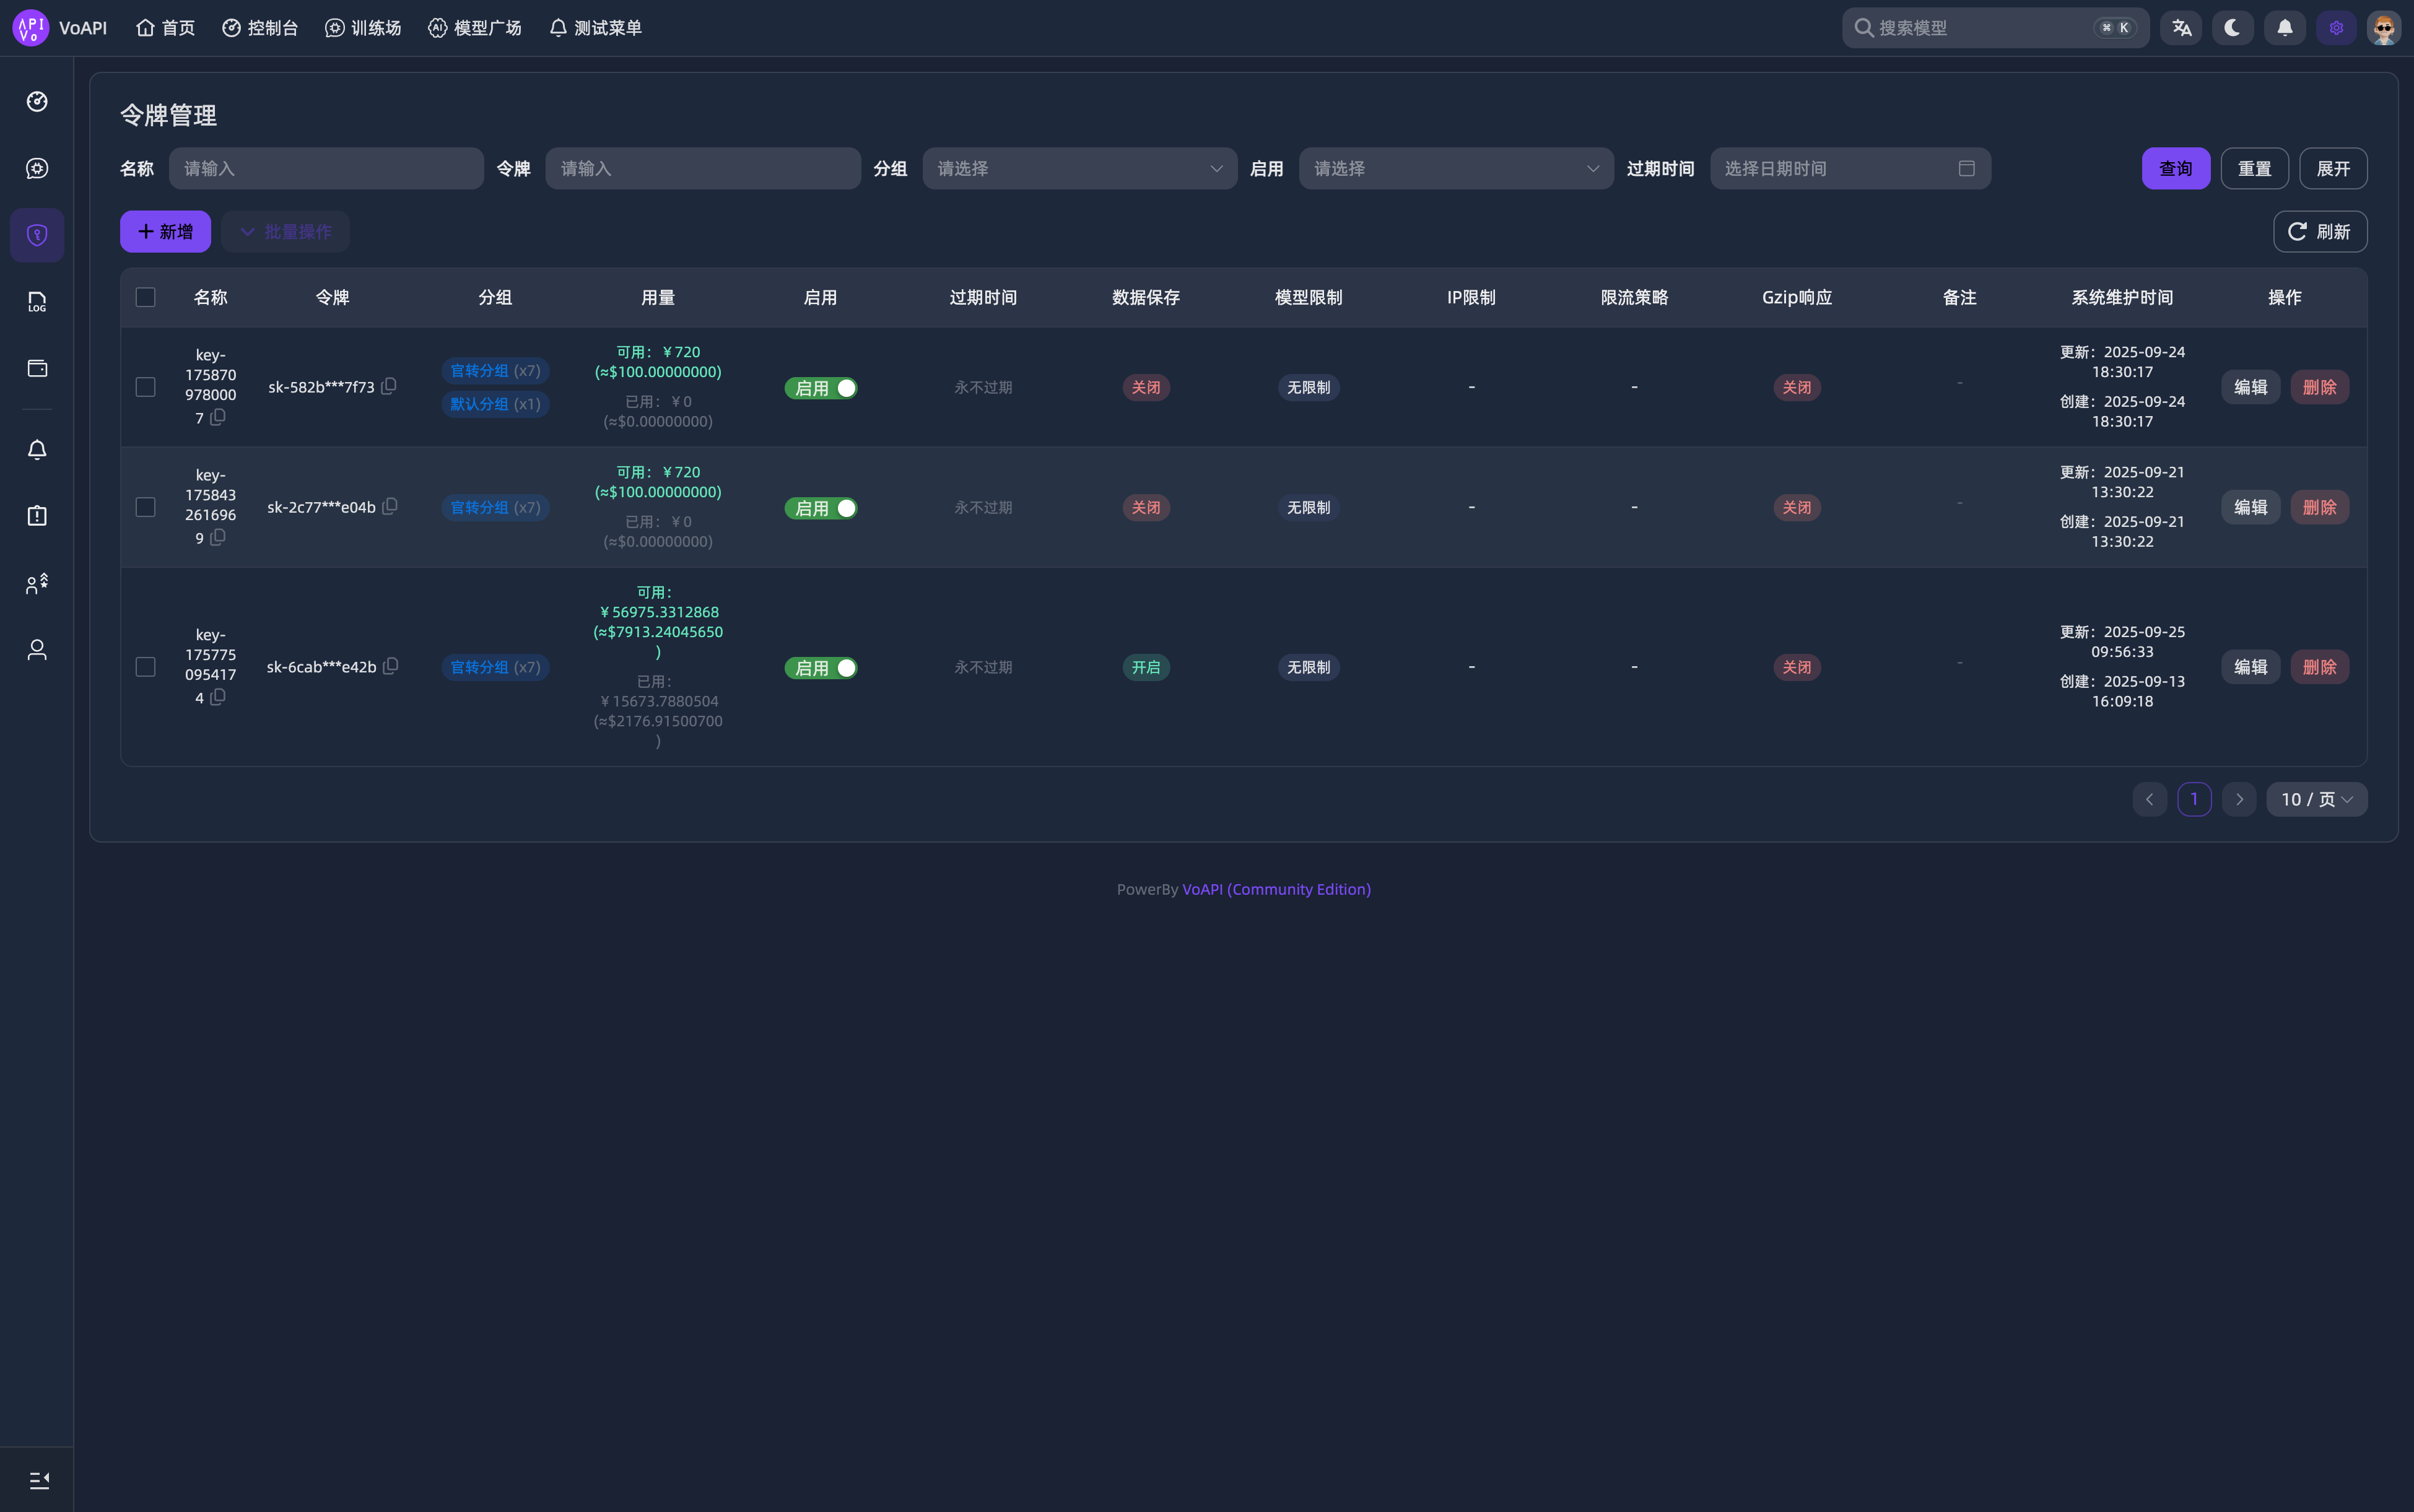 VoAPI 首页 控制台 训练场 模型广场 测试菜单 搜索模型 ⌘ K
令牌管理
名称 请输入 令牌 请输入 分组 请选择 启用 请选择 过期时间 选择日期时间 查询 重置 展开
新增 批量操作 刷新
名称 令牌 分组 用量 启用 过期时间 数据保存 模型限制 IP限制 限流策略 Gzip响应 备注 系统维护时间 操作
key-
175870
978000
7
sk-582b***7f73
官转分组 (x7)
默认分组 (x1)
可用：￥720
(≈$100.00000000)
已用：￥0
(≈$0.00000000)
启用
永不过期
关闭
无限制
-
-
关闭
-
更新：2025-09-24
18:30:17
创建：2025-09-24
18:30:17
编辑 删除
key-
175843
261696
9
sk-2c77***e04b
官转分组 (x7)
可用：￥720
(≈$100.00000000)
已用：￥0
(≈$0.00000000)
启用
永不过期
关闭
无限制
-
-
关闭
-
更新：2025-09-21
13:30:22
创建：2025-09-21
13:30:22
编辑 删除
key-
175775
095417
4
sk-6cab***e42b
官转分组 (x7)
可用：
￥56975.3312868
(≈$7913.24045650
)
已用：
￥15673.7880504
(≈$2176.91500700
)
启用
永不过期
开启
无限制
-
-
关闭
-
更新：2025-09-25
09:56:33
创建：2025-09-13
16:09:18
编辑 删除
1 10 / 页
PowerBy VoAPI (Community Edition)
LOG